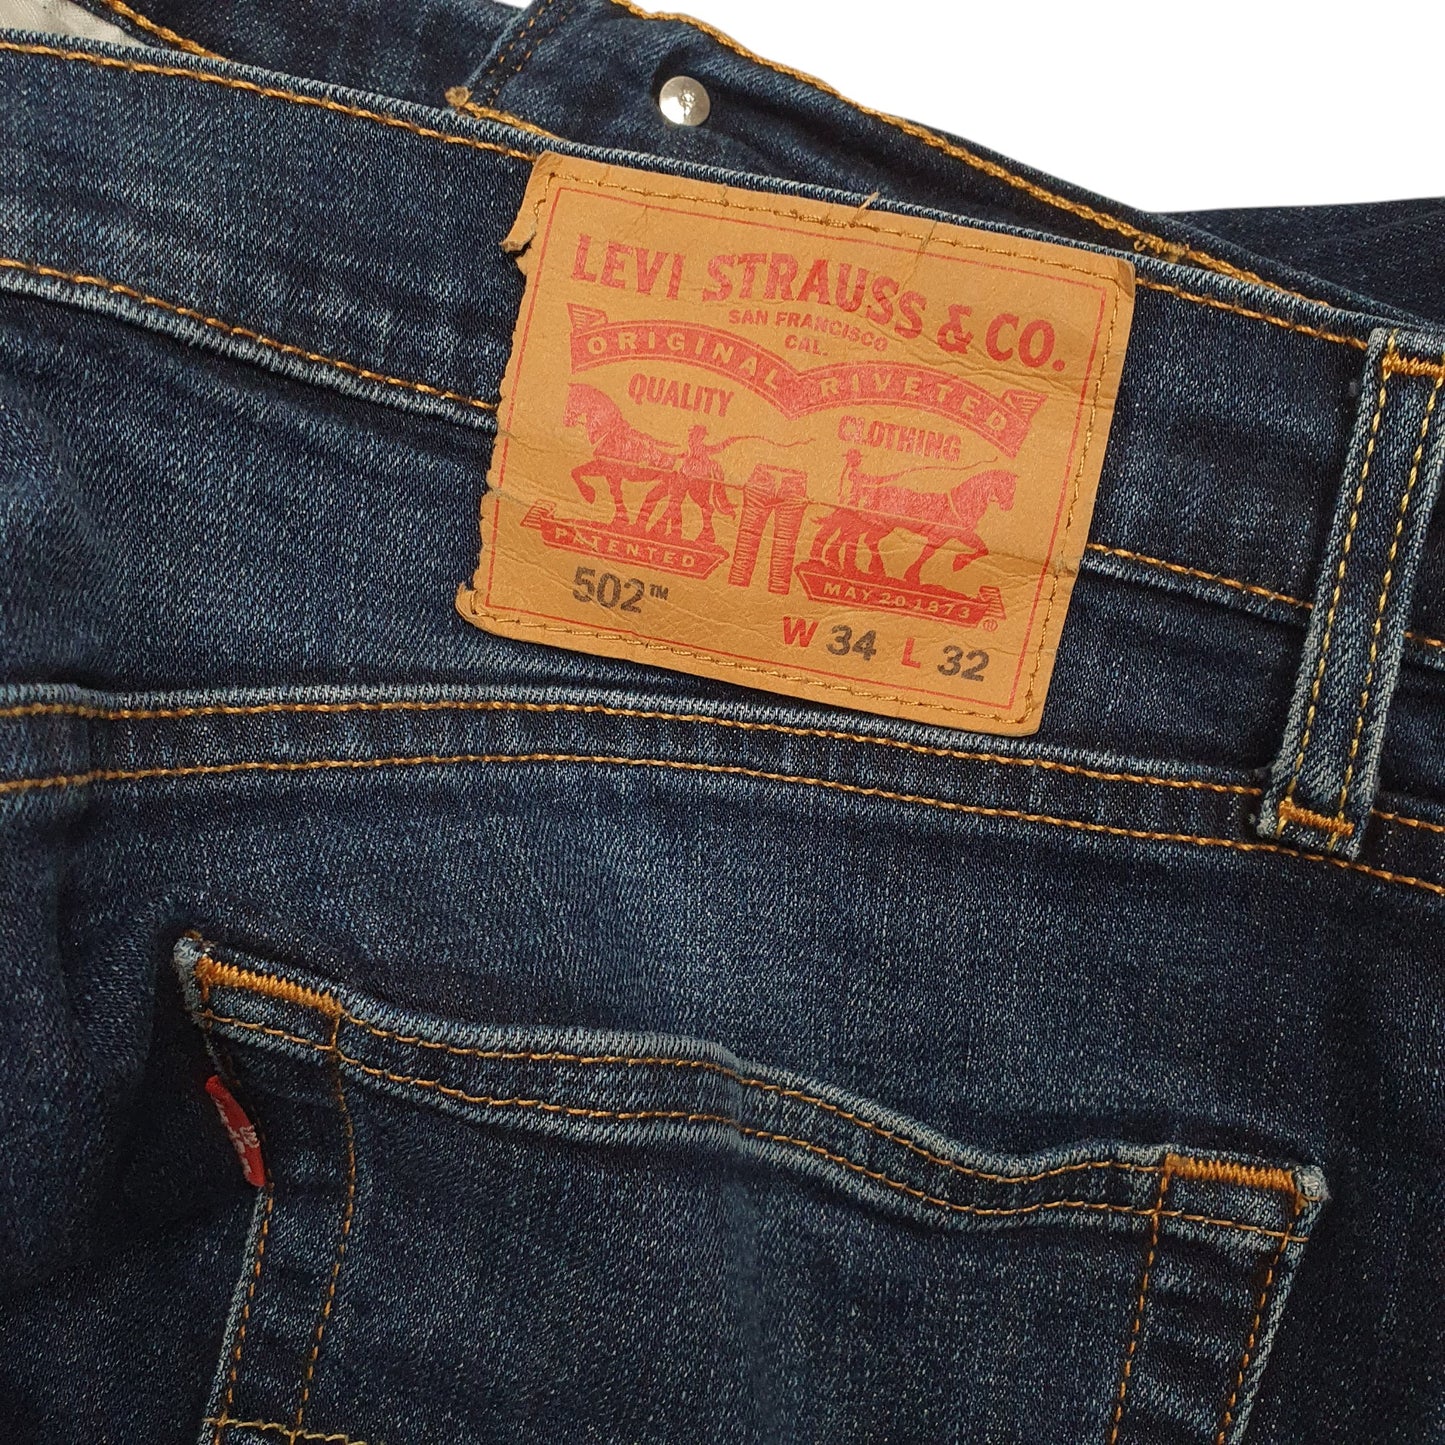 LEVI STRAUSS & CO.
SAN FRANCISCO
CAL.
ORIGINAL RIVETED
QUALITY CLOTHING
PATENTED MAY 20 1873 ®
502™
W 34 L 32